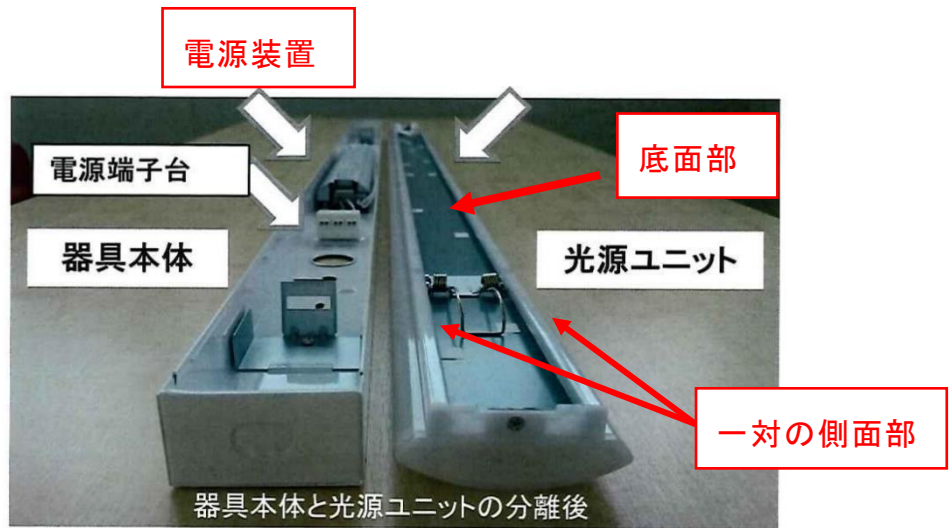 電源装置
電源端子台
底面部
器具本体
光源ユニット
一対の側面部
器具本体と光源ユニットの分離後